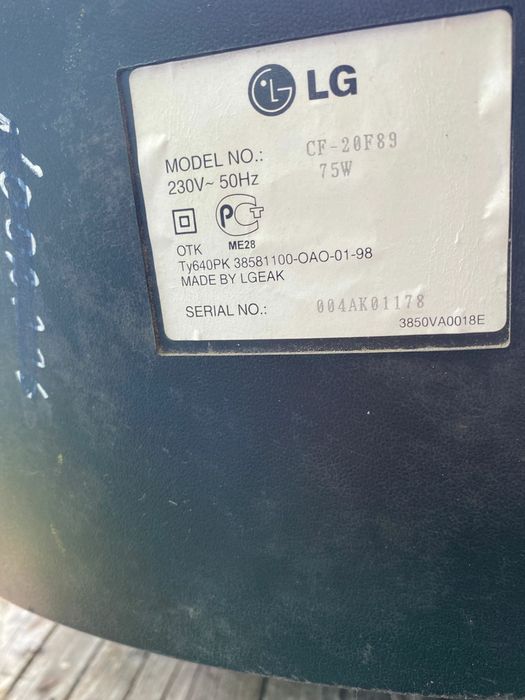 LG
MODEL NO.: CF-20F89
230V~ 50Hz 75W
РСТ
OTK ME28
Ty640PK 38581100-OAO-01-98
MADE BY LGEAK
SERIAL NO.: 004AK01178
3850VA0018E